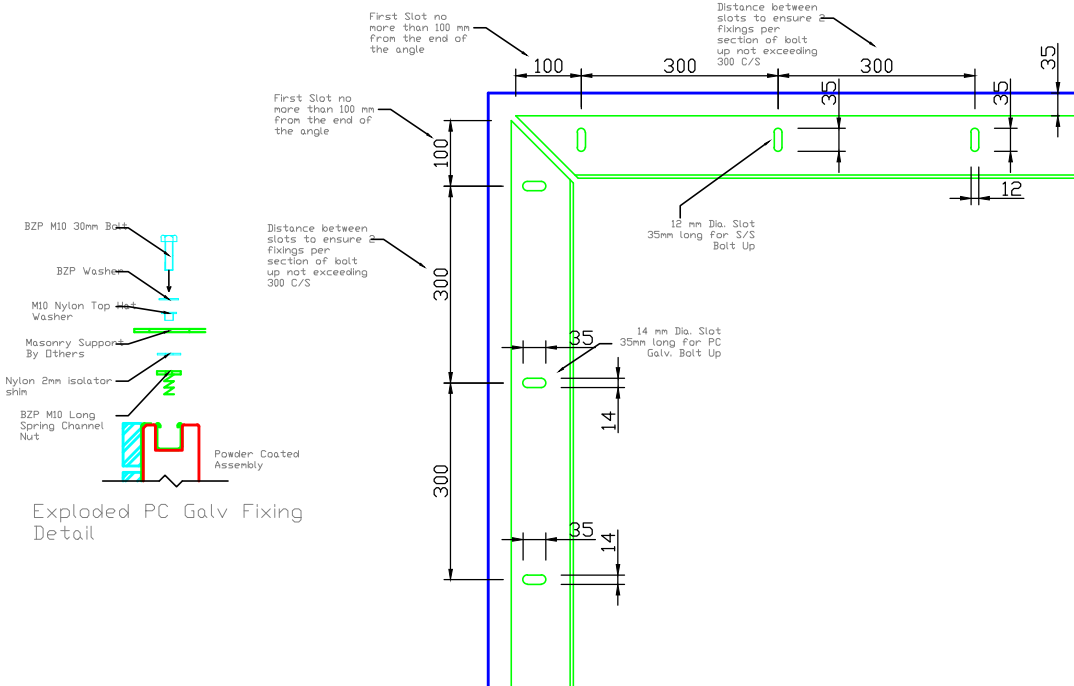 First Slot no
more than 100 mm
from the end of
the angle
Distance between
slots to ensure 2
fixings per
section of bolt
up not exceeding
300 C/S
100
300
300
35
First Slot no
more than 100 mm
from the end of
the angle
35
35
100
12
12 mm Dia. Slot
35mm long for S/S
Bolt Up
Distance between
slots to ensure 2
fixings per
section of bolt
up not exceeding
300 C/S
300
BZP M10 30mm Bolt
BZP Washer
M10 Nylon Top Hat
Washer
Masonry Support
By Others
Nylon 2mm isolator
shim
BZP M10 Long
Spring Channel
Nut
35
14 mm Dia. Slot
35mm long for PC
Galv. Bolt Up
14
Powder Coated
Assembly
300
Exploded PC Galv Fixing
Detail
35
14